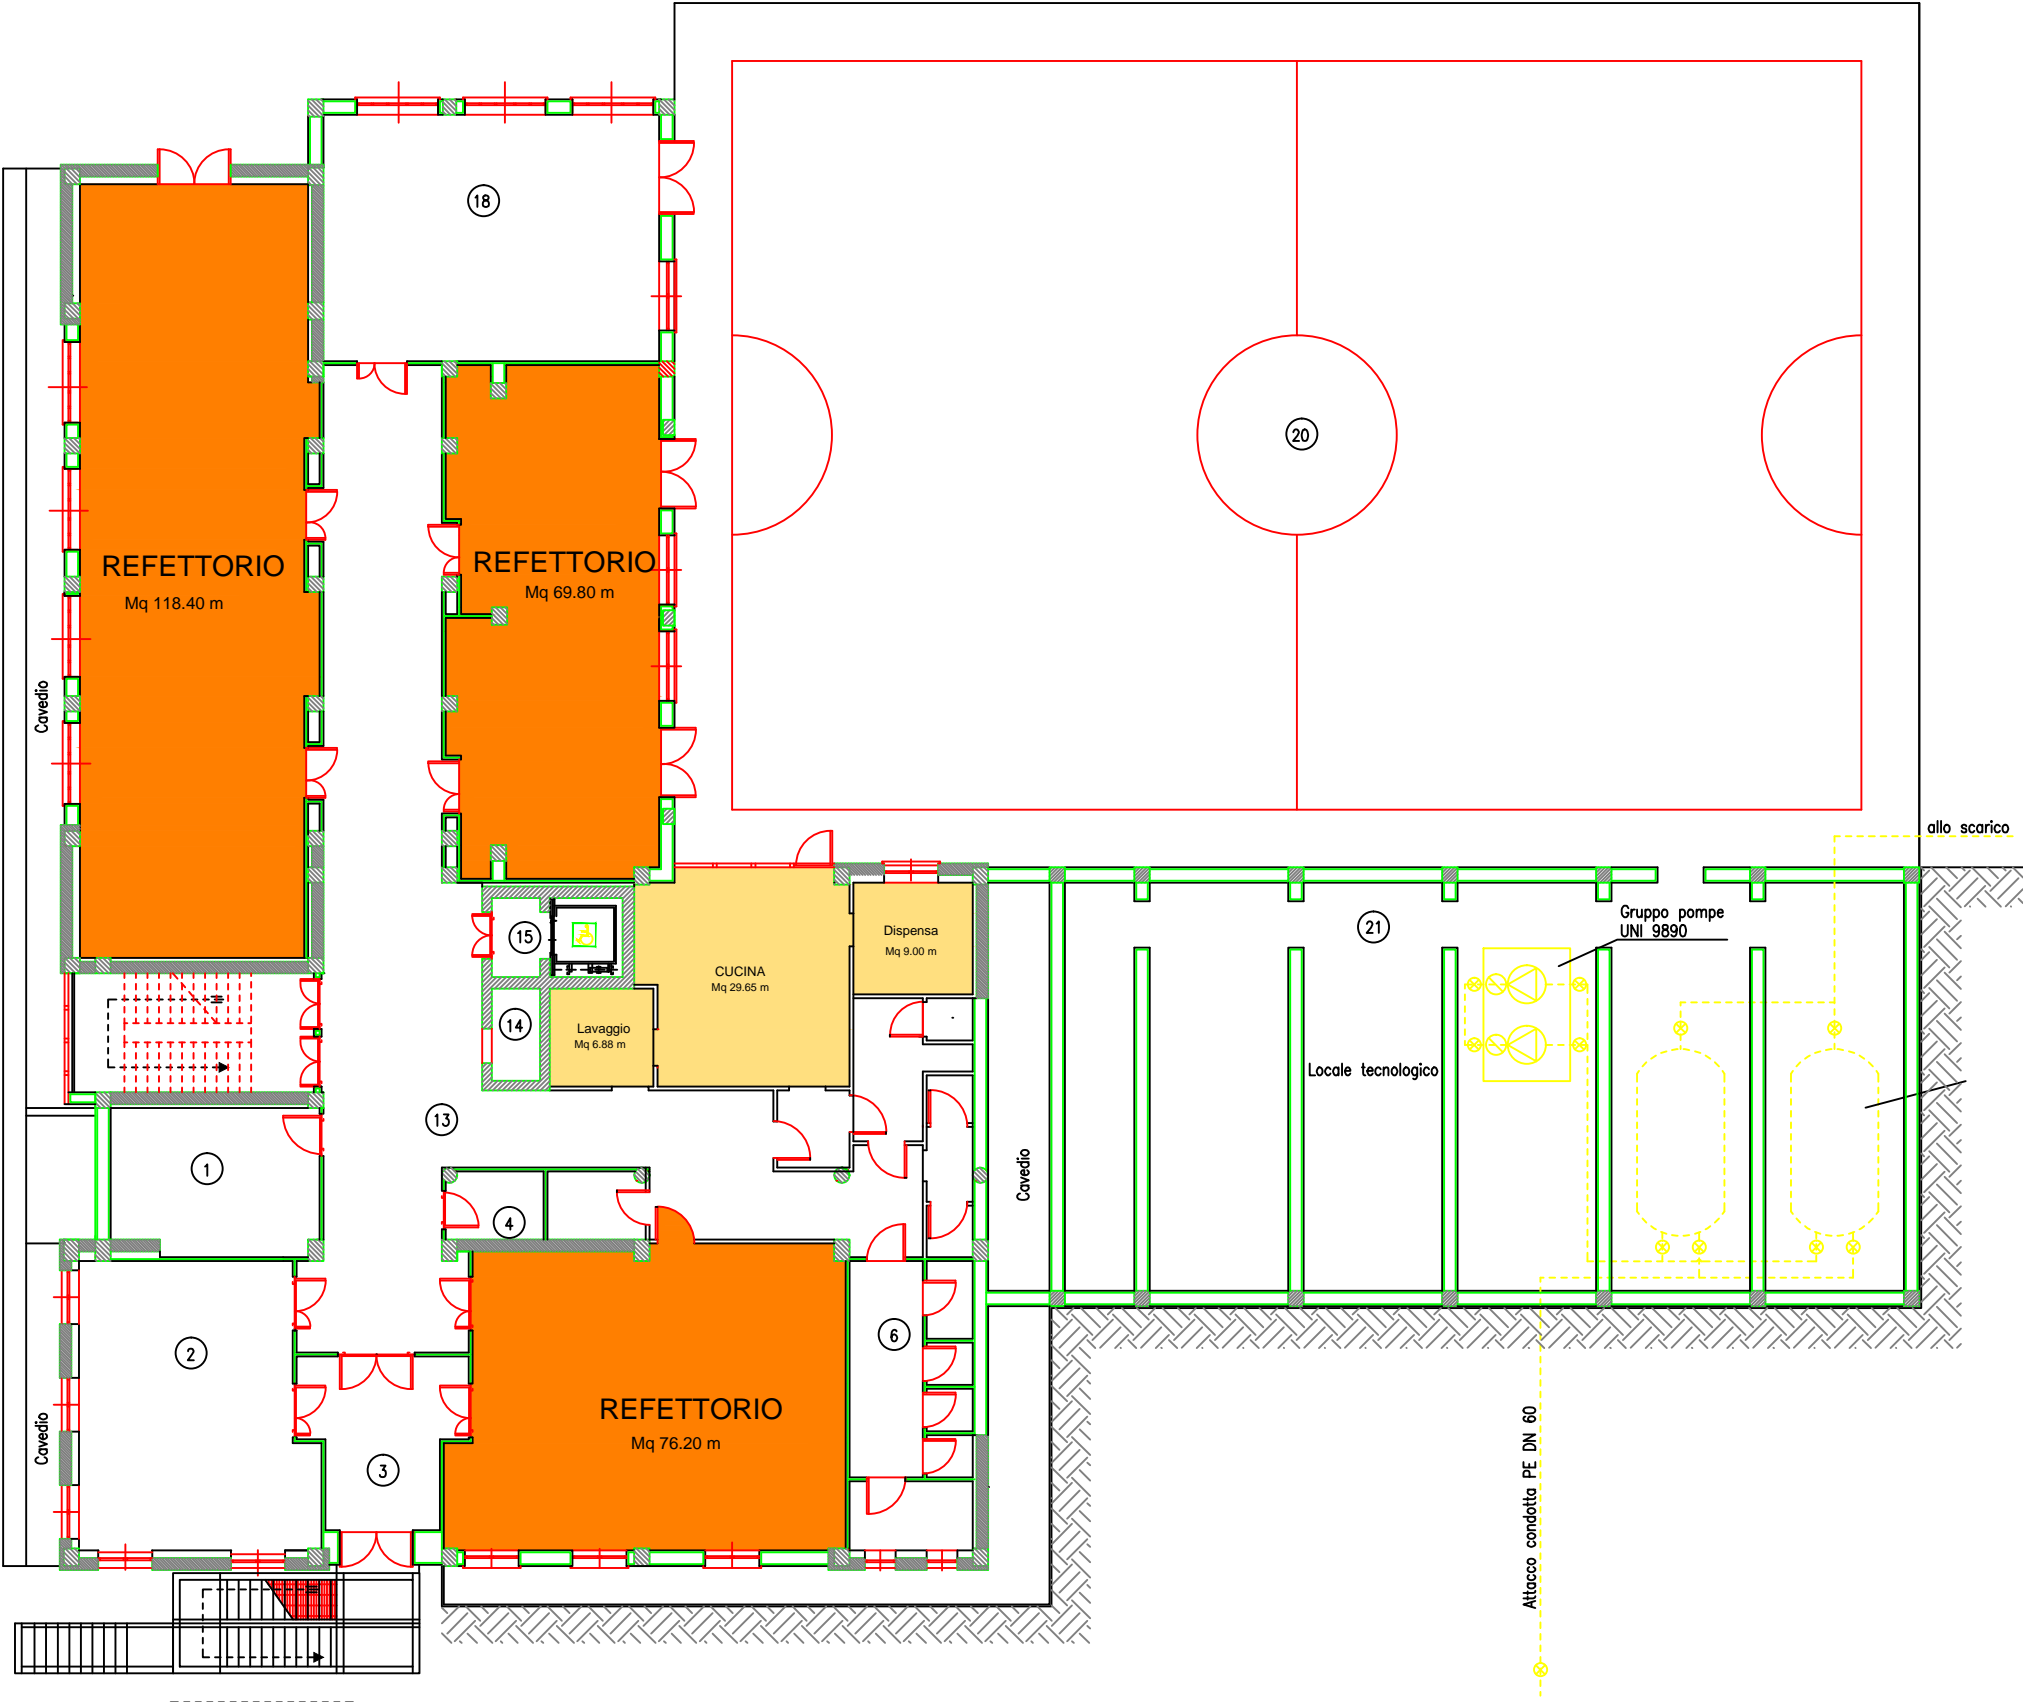 18
20
REFETTORIO
Mq 118.40 m
REFETTORIO
Mq 69.80 m
Cavedio
allo scarico
15
CUCINA
Mq 29.65 m
Dispensa
Mq 9.00 m
21
Gruppo pompe
UNI 9890
14
Lavaggio
Mq 6.88 m
Locale tecnologico
13
1
4
Cavedio
2
6
3
REFETTORIO
Mq 76.20 m
Cavedio
Attacco condotta PE DN 60